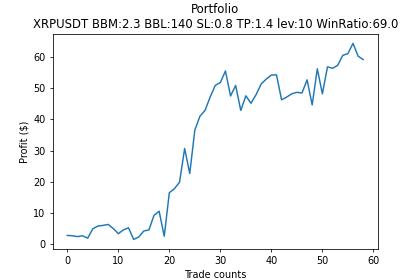 Portfolio
XRPUSDT BBM:2.3 BBL:140 SL:0.8 TP:1.4 lev:10 WinRatio:69.0
60
50
40
30
20
10
0
Profit ($)
0 10 20 30 40 50 60
Trade counts